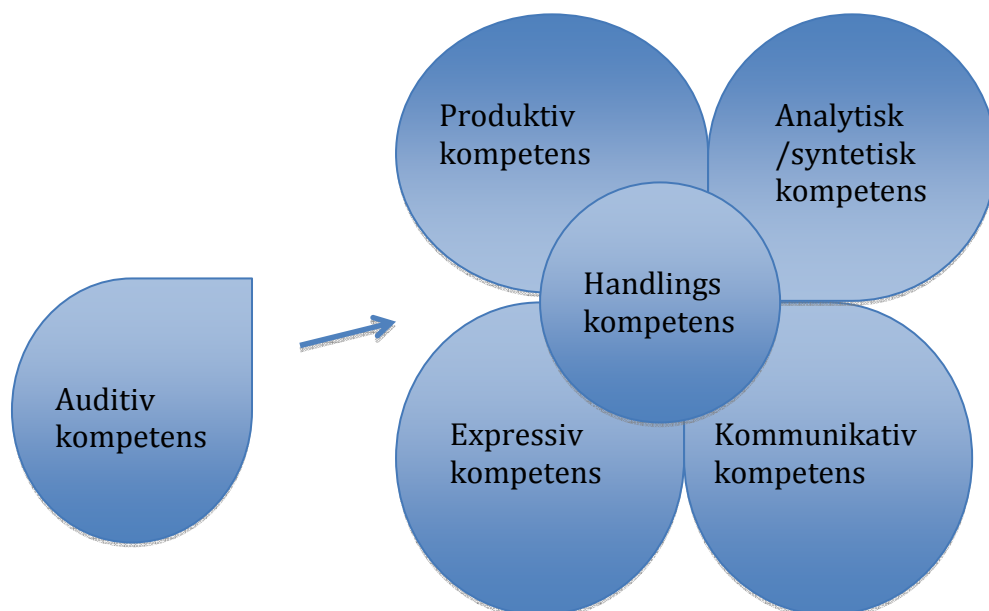 Produktiv
kompetens
Analytisk
/syntetisk
kompetens
Handlings
kompetens
Auditiv
kompetens
Expressiv
kompetens
Kommunikativ
kompetens